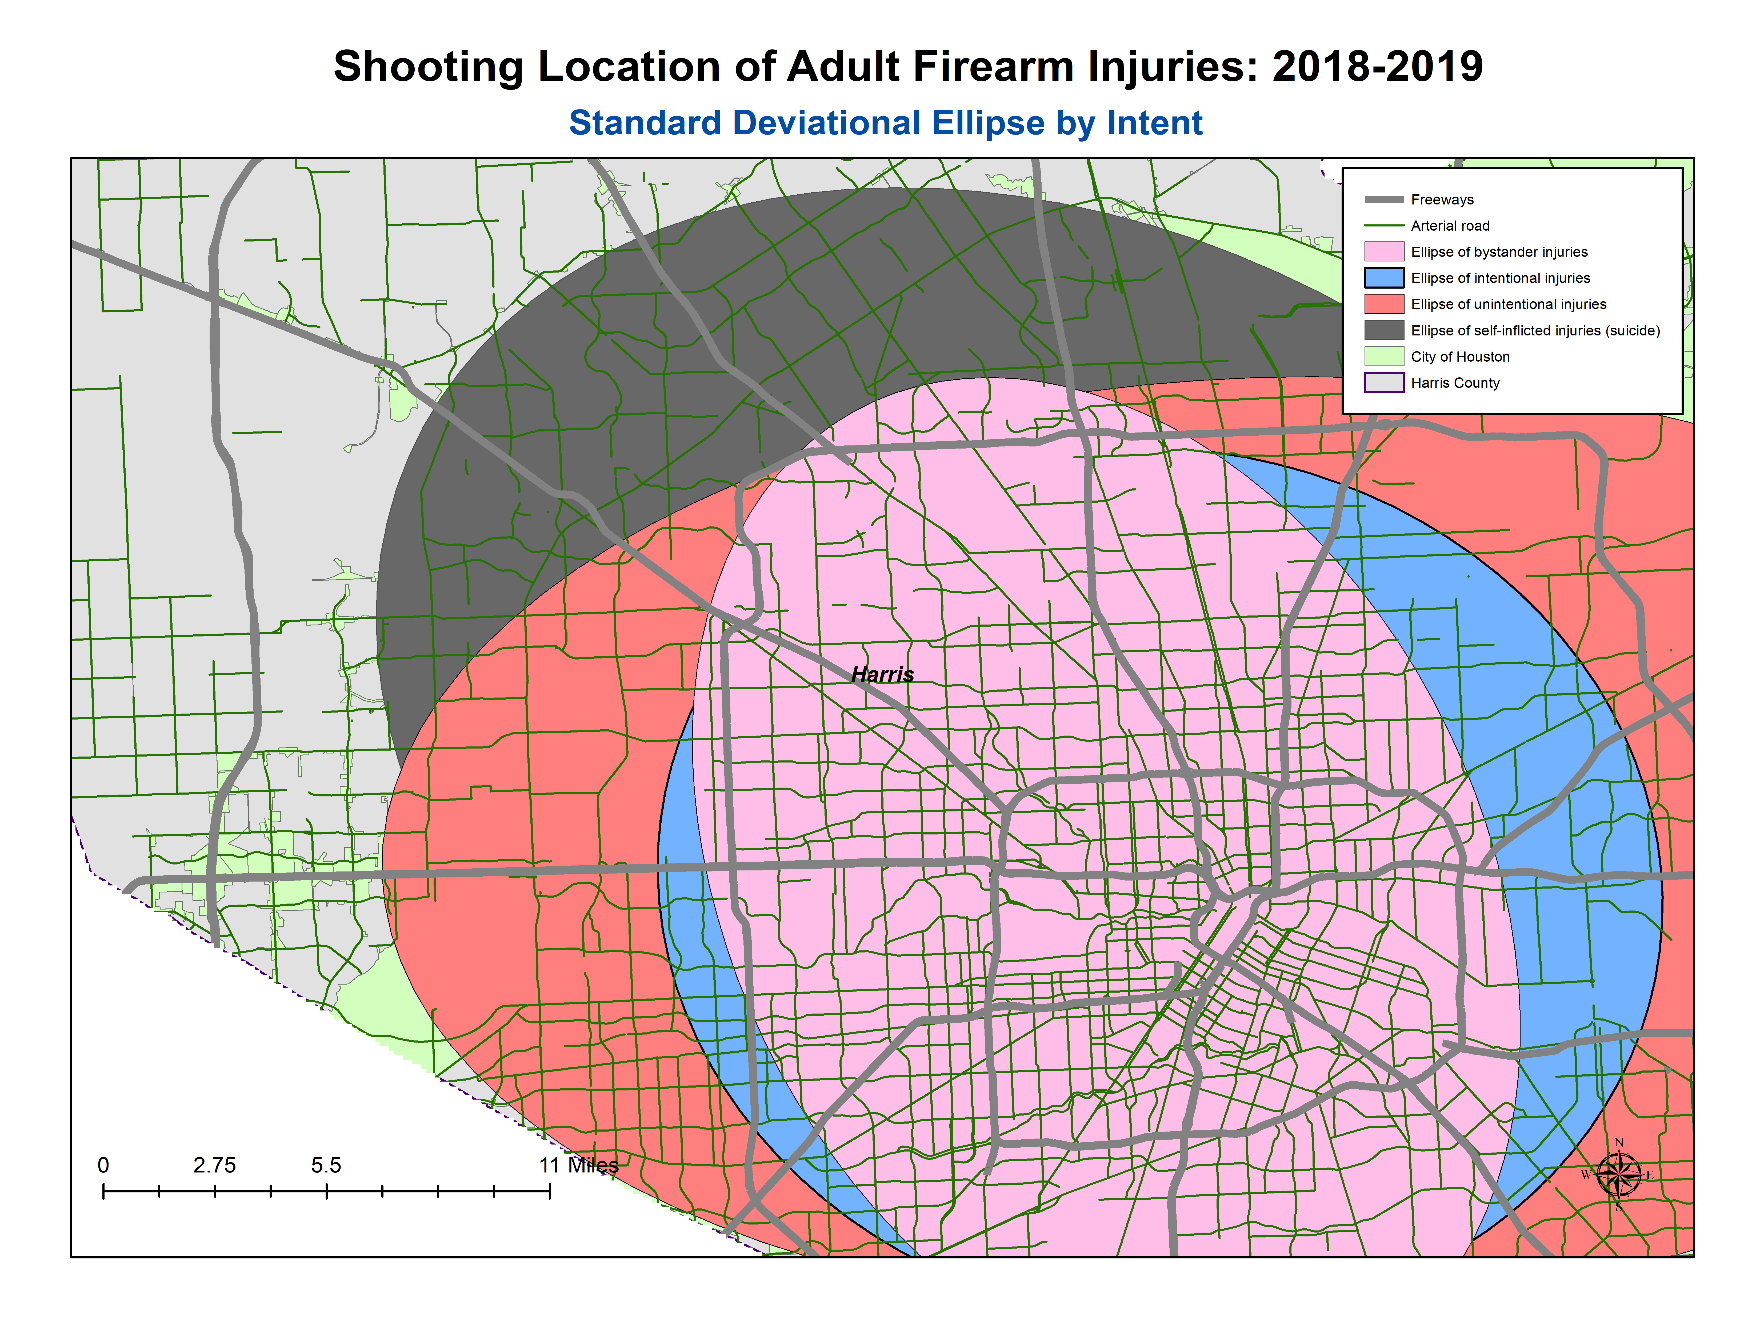 Shooting Location of Adult Firearm Injuries: 2018-2019
Standard Deviational Ellipse by Intent
Freeways
Arterial road
Ellipse of bystander injuries
Ellipse of intentional injuries
Ellipse of unintentional injuries
Ellipse of self-inflicted injuries (suicide)
City of Houston
Harris County
Harris
0 2.75 5.5 11 Miles
N
W E
S